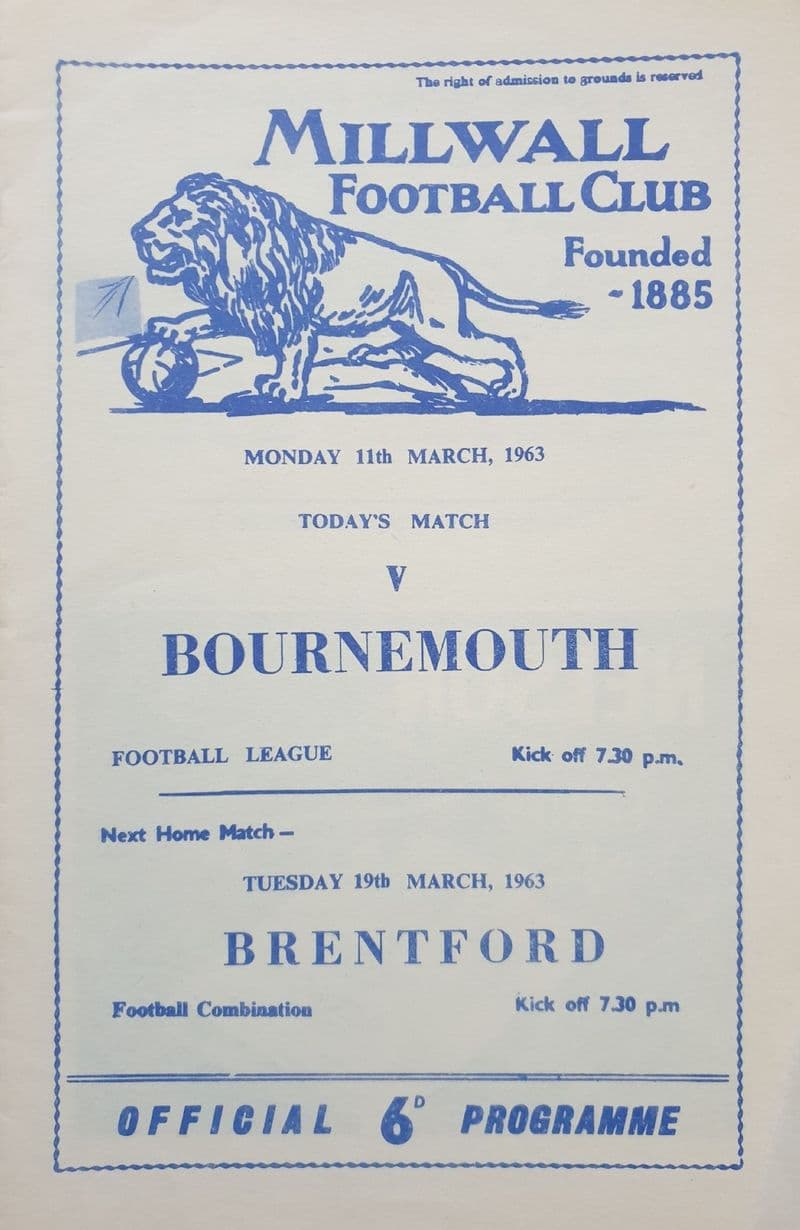 The right of admission to grounds is reserved
MILLWALL
FOOTBALL CLUB
Founded
- 1885
MONDAY 11th MARCH, 1963
TODAY'S MATCH
V
BOURNEMOUTH
FOOTBALL LEAGUE Kick off 7.30 p.m.
Next Home Match —
TUESDAY 19th MARCH, 1963
BRENTFORD
Football Combination Kick off 7.30 p.m
OFFICIAL 6D PROGRAMME